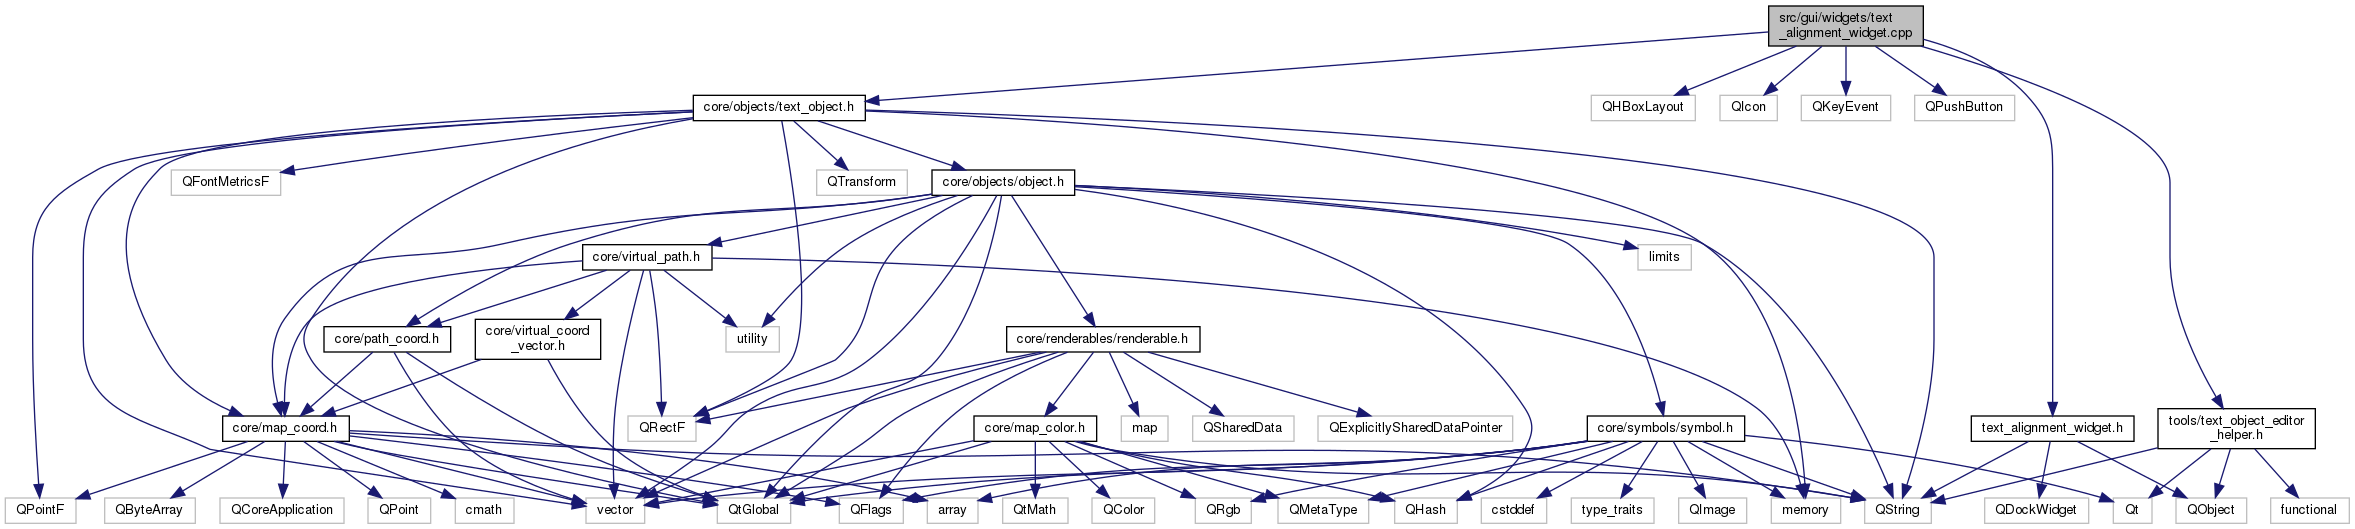 src/gui/widgets/text
_alignment_widget.cpp
core/objects/text_object.h
QHBoxLayout
QIcon
QKeyEvent
QPushButton
QFontMetricsF
QTransform
core/objects/object.h
core/virtual_path.h
limits
core/path_coord.h
core/virtual_coord
_vector.h
utility
core/renderables/renderable.h
core/map_coord.h
QRectF
core/map_color.h
map
QSharedData
QExplicitlySharedDataPointer
core/symbols/symbol.h
text_alignment_widget.h
tools/text_object_editor
_helper.h
QPointF
QByteArray
QCoreApplication
QPoint
cmath
vector
QtGlobal
QFlags
array
QtMath
QColor
QRgb
QMetaType
QHash
cstddef
type_traits
QImage
memory
QString
QDockWidget
Qt
QObject
functional